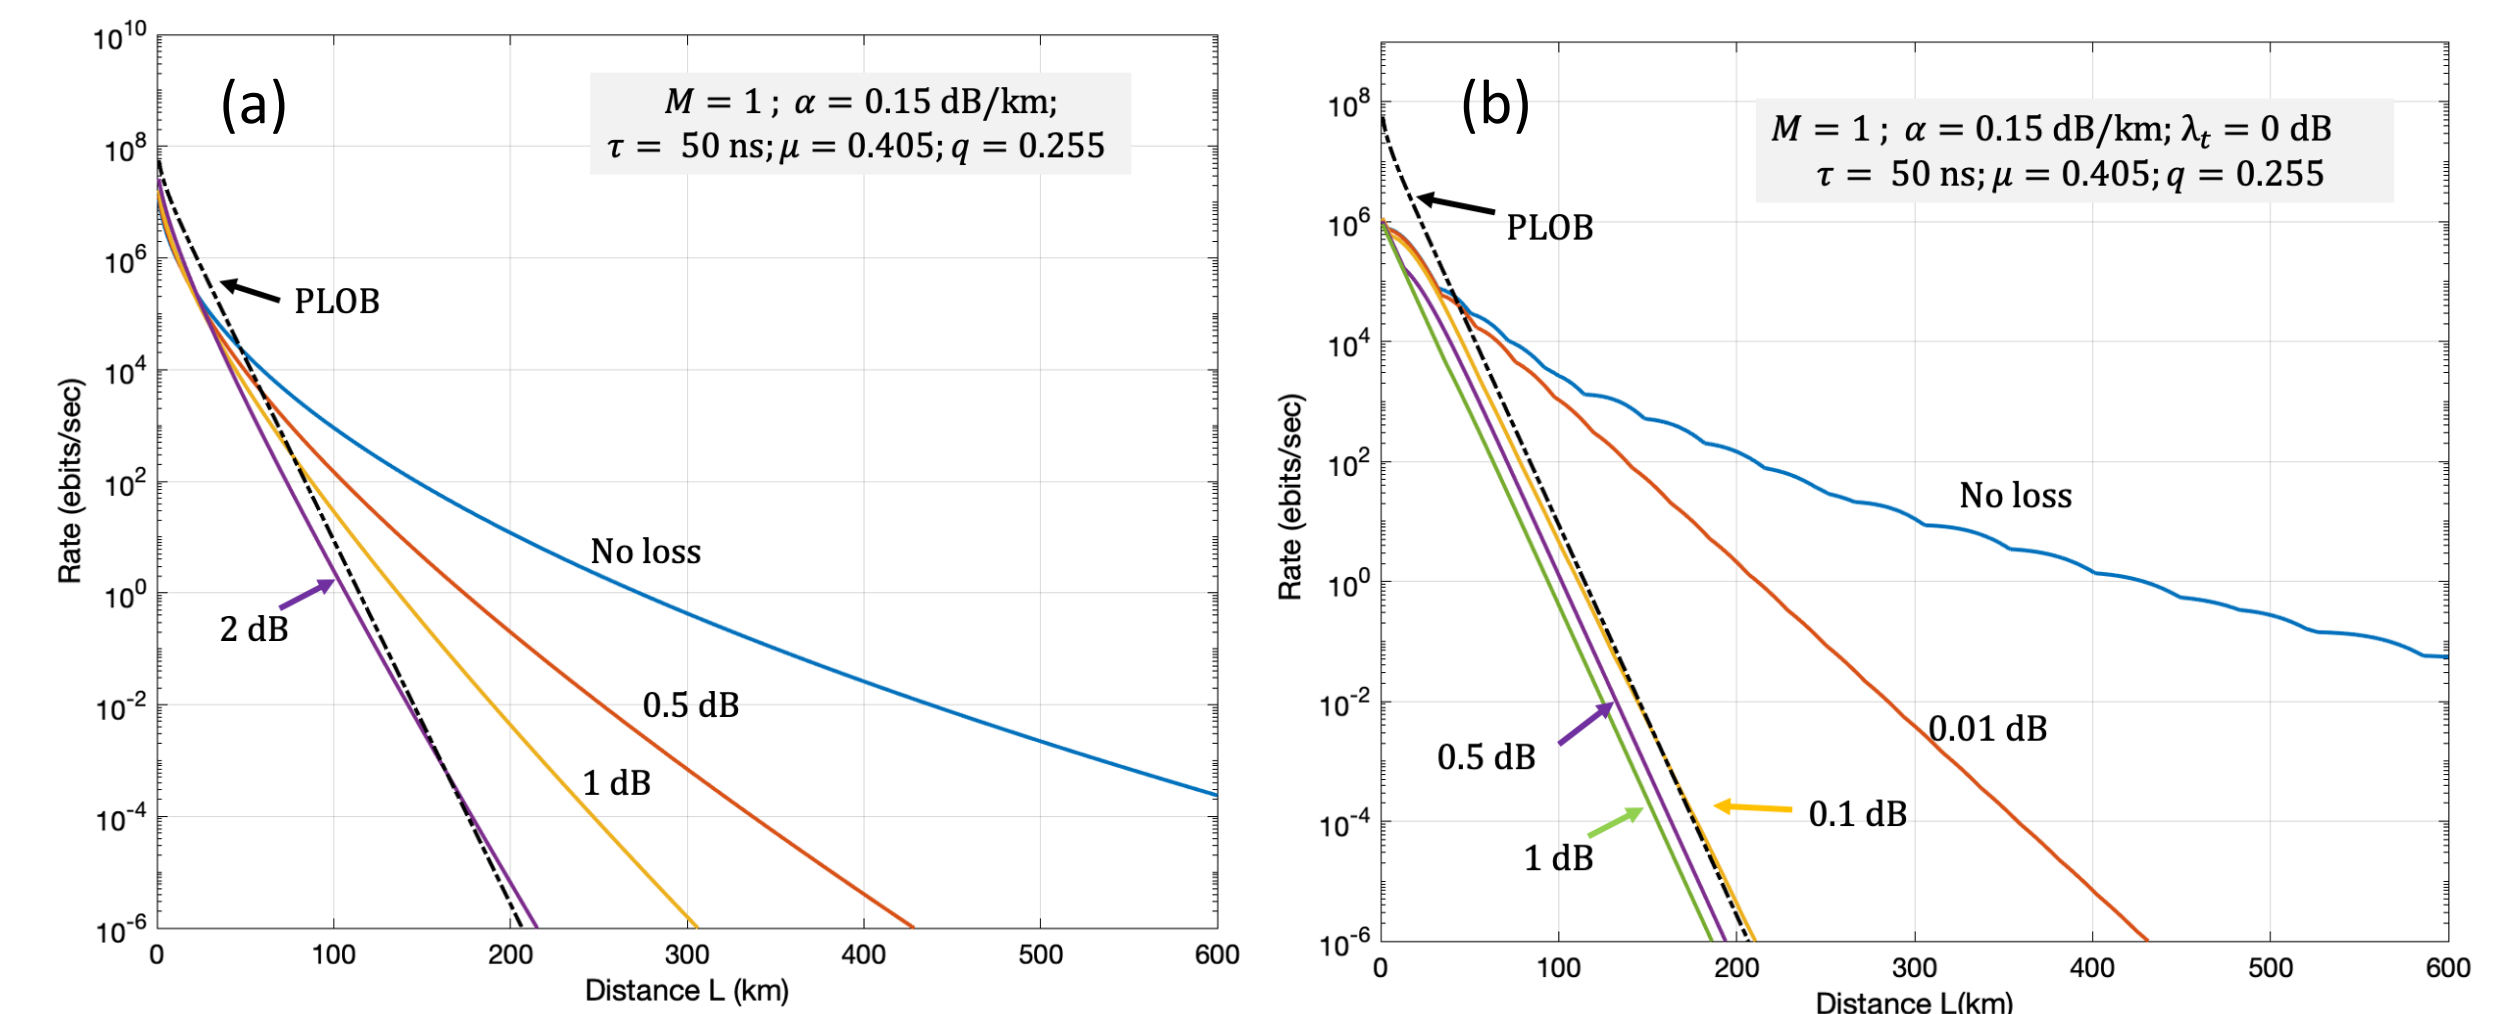 (a)
M = 1 ; α = 0.15 dB/km;
τ = 50 ns; μ = 0.405; q = 0.255
PLOB
No loss
0.5 dB
1 dB
2 dB
10^10
10^8
10^6
10^4
10^2
10^0
10^-2
10^-4
10^-6
Rate (ebits/sec)
0 100 200 300 400 500 600
Distance L (km)
(b)
M = 1 ; α = 0.15 dB/km; λ_t = 0 dB
τ = 50 ns; μ = 0.405; q = 0.255
PLOB
No loss
0.01 dB
0.5 dB
0.1 dB
1 dB
10^8
10^6
10^4
10^2
10^0
10^-2
10^-4
10^-6
Rate (ebits/sec)
0 100 200 300 400 500 600
Distance L(km)